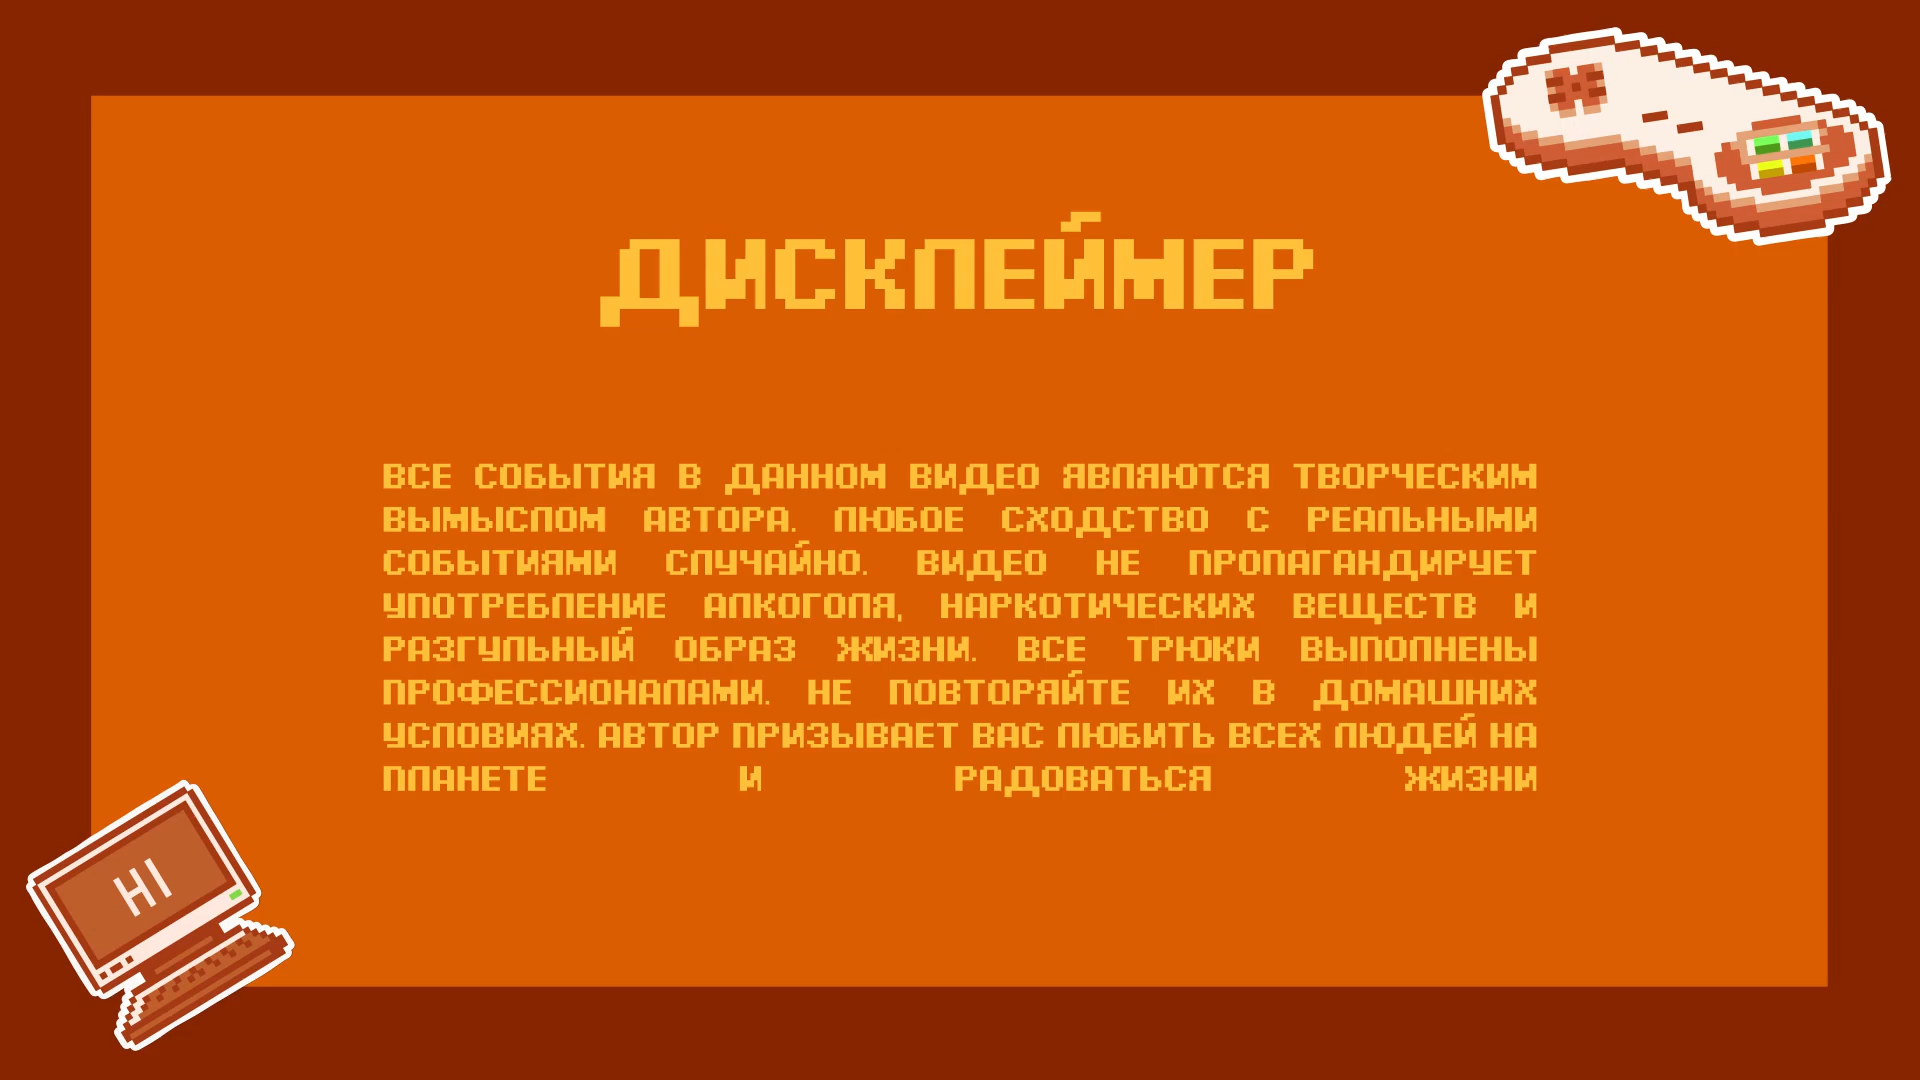 ДИСКЛЕЙМЕР
ВСЕ СОБЫТИЯ В ДАННОМ ВИДЕО ЯВЛЯЮТСЯ ТВОРЧЕСКИМ
ВЫМЫСЛОМ АВТОРА. ЛЮБОЕ СХОДСТВО С РЕАЛЬНЫМИ
СОБЫТИЯМИ СЛУЧАЙНО. ВИДЕО НЕ ПРОПАГАНДИРУЕТ
УПОТРЕБЛЕНИЕ АЛКОГОЛЯ, НАРКОТИЧЕСКИХ ВЕЩЕСТВ И
РАЗГУЛЬНЫЙ ОБРАЗ ЖИЗНИ. ВСЕ ТРЮКИ ВЫПОЛНЕНЫ
ПРОФЕССИОНАЛАМИ. НЕ ПОВТОРЯЙТЕ ИХ В ДОМАШНИХ
УСЛОВИЯХ. АВТОР ПРИЗЫВАЕТ ВАС ЛЮБИТЬ ВСЕХ ЛЮДЕЙ НА
ПЛАНЕТЕ И РАДОВАТЬСЯ ЖИЗНИ
HI